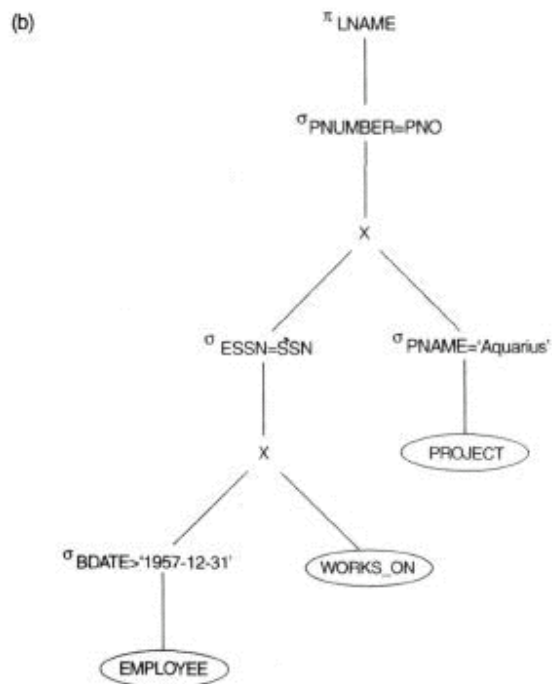 (b)
π LNAME
σ PNUMBER=PNO
X
σ ESSN=SSN
σ PNAME='Aquarius'
PROJECT
X
σ BDATE>'1957-12-31'
WORKS_ON
EMPLOYEE